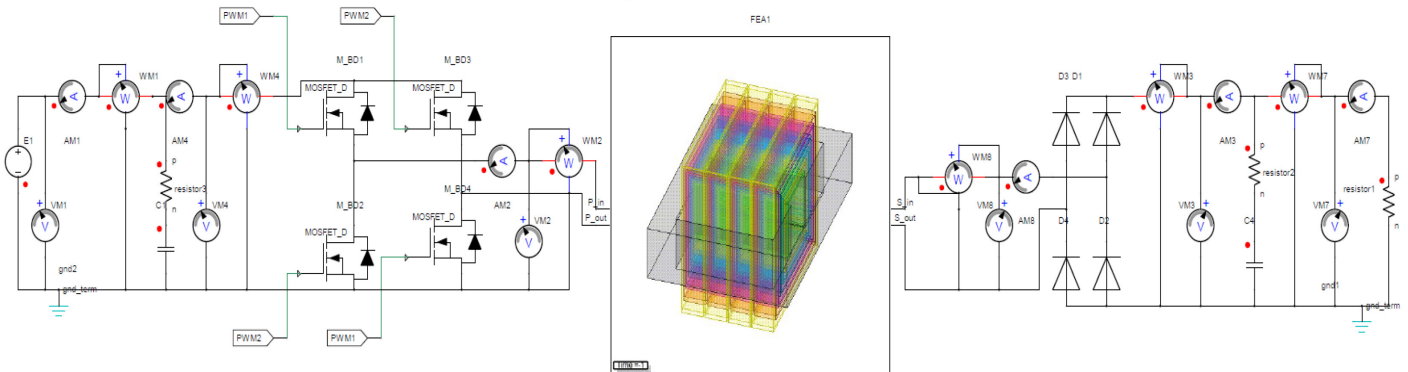 PWM1
PWM2
FEA1
M_BD1
M_BD3
WM1
WM4
MOSFET_D
MOSFET_D
D3 D1
WM3
WM7
+
W
A
E1
AM1
AM4
WM2
AM3
AM7
p
resistor3
n
C1
VM1
VM4
V
M_BD2
M_BD4
AM2
VM2
P_in
P_out
MOSFET_D
MOSFET_D
WM8
S_in
S_out
VM8
AM8
D4
D2
VM3
p
resistor2
n
C4
VM7
resistor1
p
n
gnd2
gnd_term
gnd1
gnd_term
PWM2
PWM1